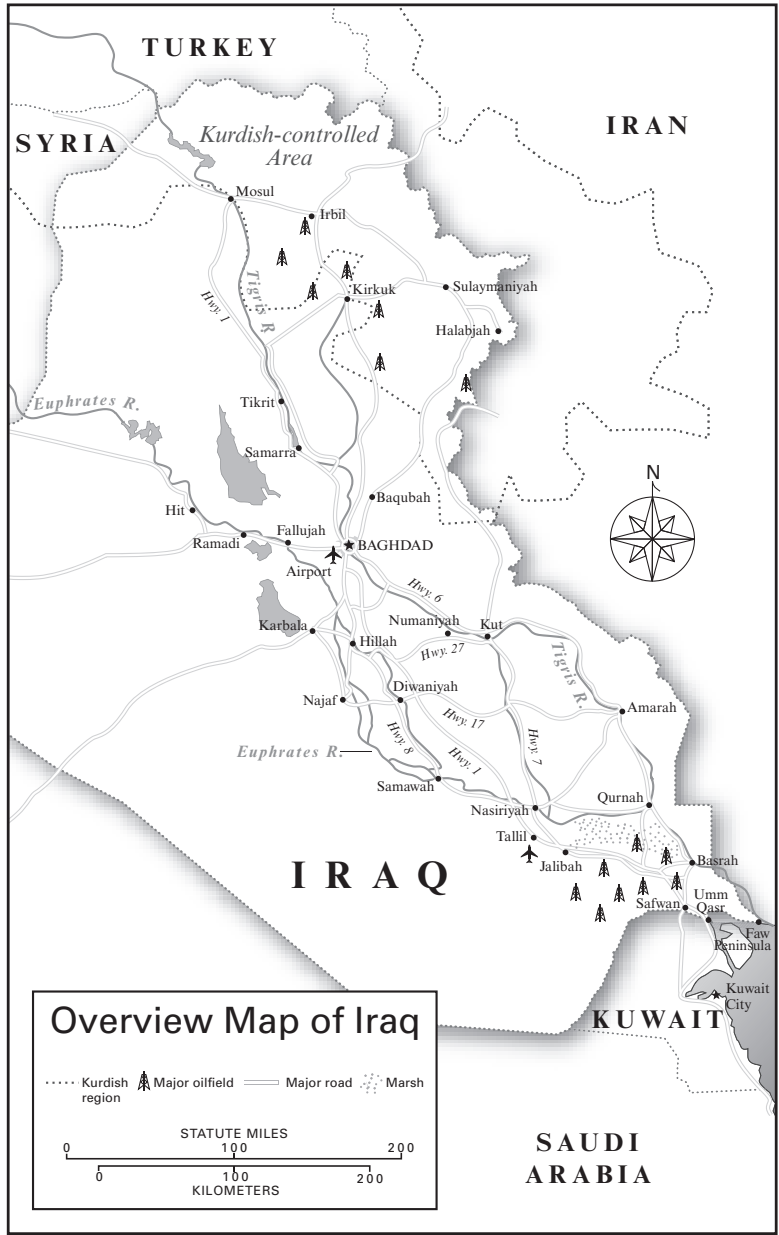 TURKEY
IRAN
SYRIA
Kurdish-controlled
Area
Mosul
Irbil
Tigris R
Hwy. 1
Kirkuk
Sulaymaniyah
Halabjah
Euphrates R.
Tikrit
Samarra
N
Baqubah
Hit
Ramadi
Fallujah
BAGHDAD
Airport
Hwy. 6
Karbala
Numaniyah
Kut
Hillah
Hwy. 27
Tigris R.
Najaf
Diwaniyah
Amarah
Hwy. 17
Hwy. 8
Hwy. 1
Hwy. 7
Euphrates R.
Samawah
Nasiriyah
Qurnah
Tallil
Jalibah
Basrah
IRAQ
Safwan
Umm
Qasr
Faw
Peninsula
Kuwait
City
KUWAIT
SAUDI
ARABIA
Overview Map of Iraq
Kurdish
region
Major oilfield
Major road
Marsh
STATUTE MILES
0 100 200
0 100 200
KILOMETERS